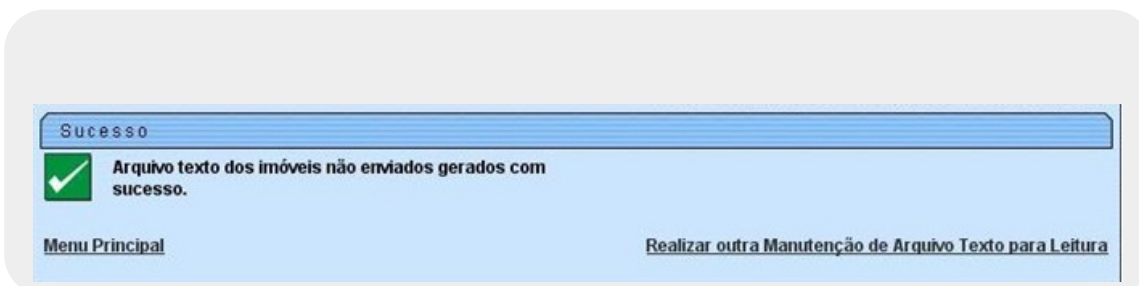 Sucesso
Arquivo texto dos imóveis não enviados gerados com
sucesso.
Menu Principal
Realizar outra Manutenção de Arquivo Texto para Leitura